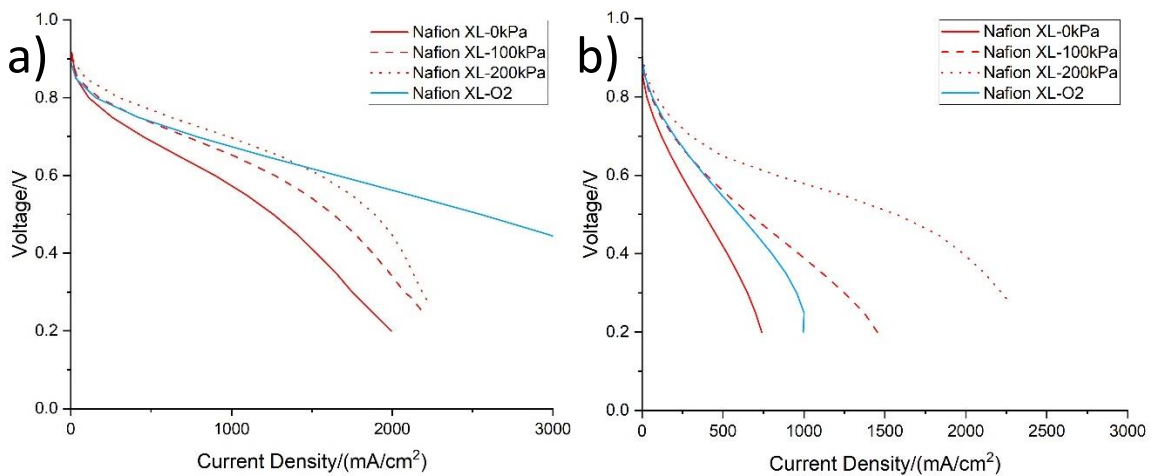 a)
Nafion XL-0kPa
Nafion XL-100kPa
Nafion XL-200kPa
Nafion XL-O2
1.0
0.8
0.6
0.4
0.2
0.0
Voltage/V
0 1000 2000 3000
Current Density/(mA/cm²)
b)
Nafion XL-0kPa
Nafion XL-100kPa
Nafion XL-200kPa
Nafion XL-O2
1.0
0.8
0.6
0.4
0.2
0.0
Voltage/V
0 500 1000 1500 2000 2500 3000
Current Density/(mA/cm²)